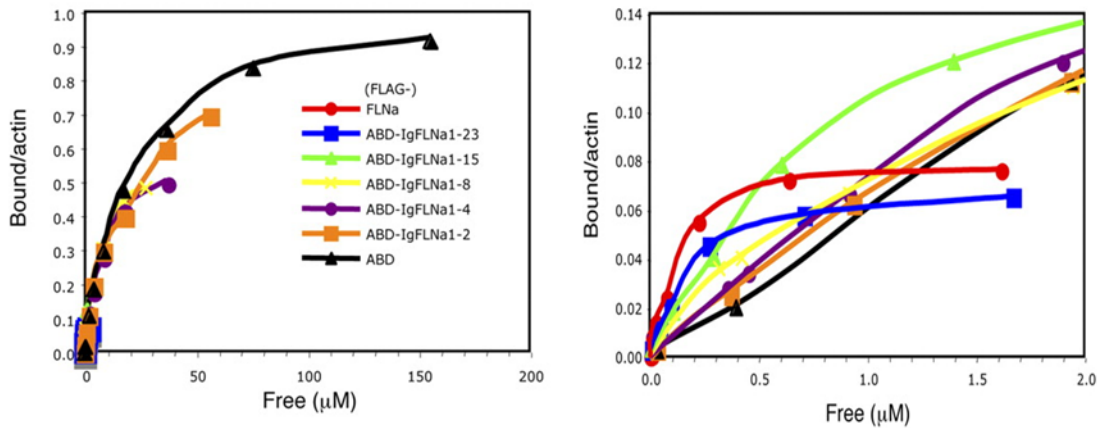 1.0
0.9
0.8
0.7
0.6
0.5
0.4
0.3
0.2
0.1
0.0
Bound/actin
0
50
100
150
200
Free (μM)
(FLAG-)
FLNa
ABD-IgFLNa1-23
ABD-IgFLNa1-15
ABD-IgFLNa1-8
ABD-IgFLNa1-4
ABD-IgFLNa1-2
ABD
0.14
0.12
0.10
0.08
0.06
0.04
0.02
0.00
Bound/actin
0.0
0.5
1.0
1.5
2.0
Free (μM)